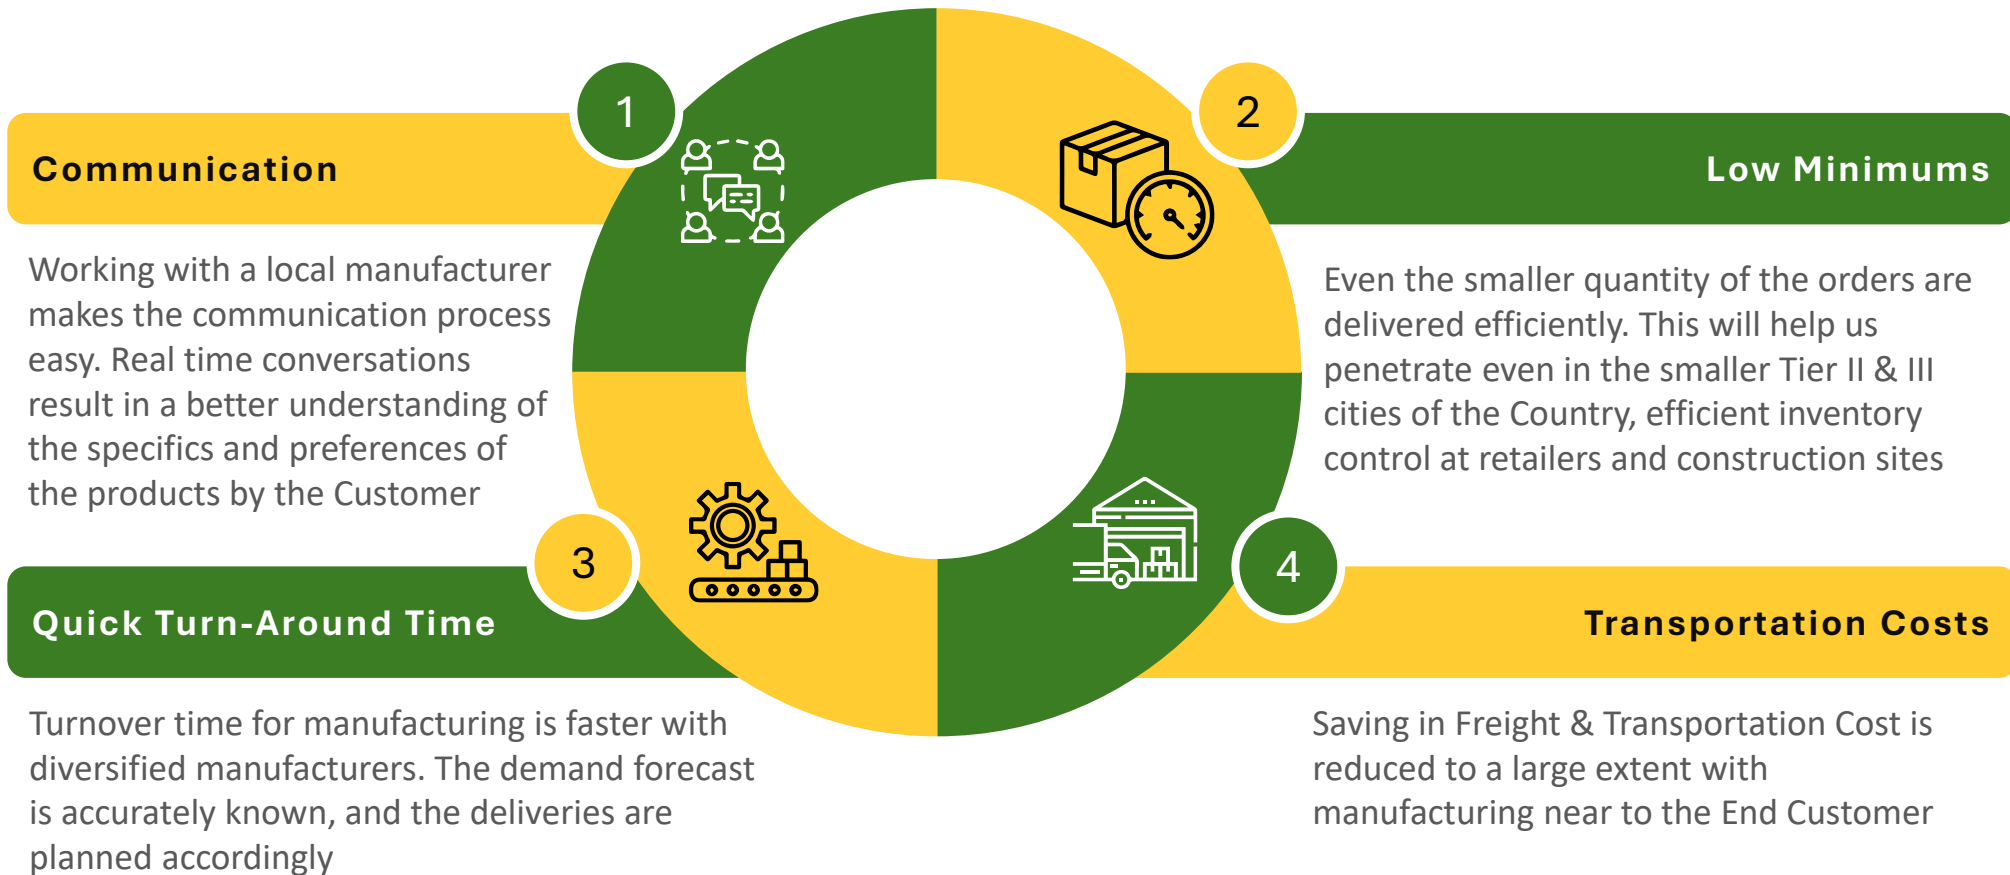 1
Communication
Working with a local manufacturer
makes the communication process
easy. Real time conversations
result in a better understanding of
the specifics and preferences of
the products by the Customer
2
Low Minimums
Even the smaller quantity of the orders are
delivered efficiently. This will help us
penetrate even in the smaller Tier II & III
cities of the Country, efficient inventory
control at retailers and construction sites
3
Quick Turn-Around Time
Turnover time for manufacturing is faster with
diversified manufacturers. The demand forecast
is accurately known, and the deliveries are
planned accordingly
4
Transportation Costs
Saving in Freight & Transportation Cost is
reduced to a large extent with
manufacturing near to the End Customer